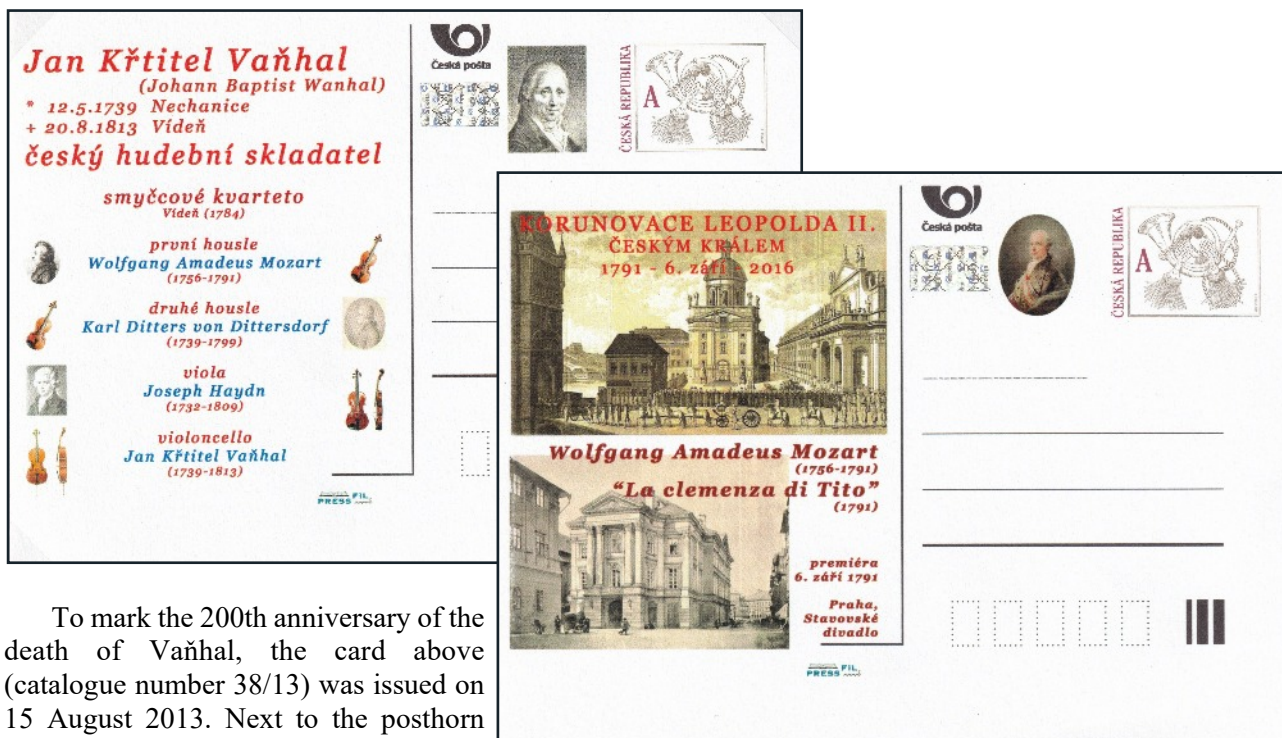 Jan Křtitel Vaňhal
(Johann Baptist Wanhal)
* 12.5.1739 Nechanice
+ 20.8.1813 Vídeň
český hudební skladatel
smyčcové kvarteto
Vídeň (1784)
první housle
Wolfgang Amadeus Mozart
(1756-1791)
druhé housle
Karl Ditters von Dittersdorf
(1739-1799)
viola
Joseph Haydn
(1732-1809)
violoncello
Jan Křtitel Vaňhal
(1739-1813)
PRESS FIL
Česká pošta
ČESKÁ REPUBLIKA
A
KORUNOVACE LEOPOLDA II.
ČESKÝM KRÁLEM
1791 - 6. září - 2016
Wolfgang Amadeus Mozart
(1756-1791)
"La clemenza di Tito"
(1791)
premiéra
6. září 1791
Praha,
Stavovské
divadlo
PRESS FIL
Česká pošta
ČESKÁ REPUBLIKA
A
To mark the 200th anniversary of the
death of Vaňhal, the card above
(catalogue number 38/13) was issued on
15 August 2013. Next to the posthorn